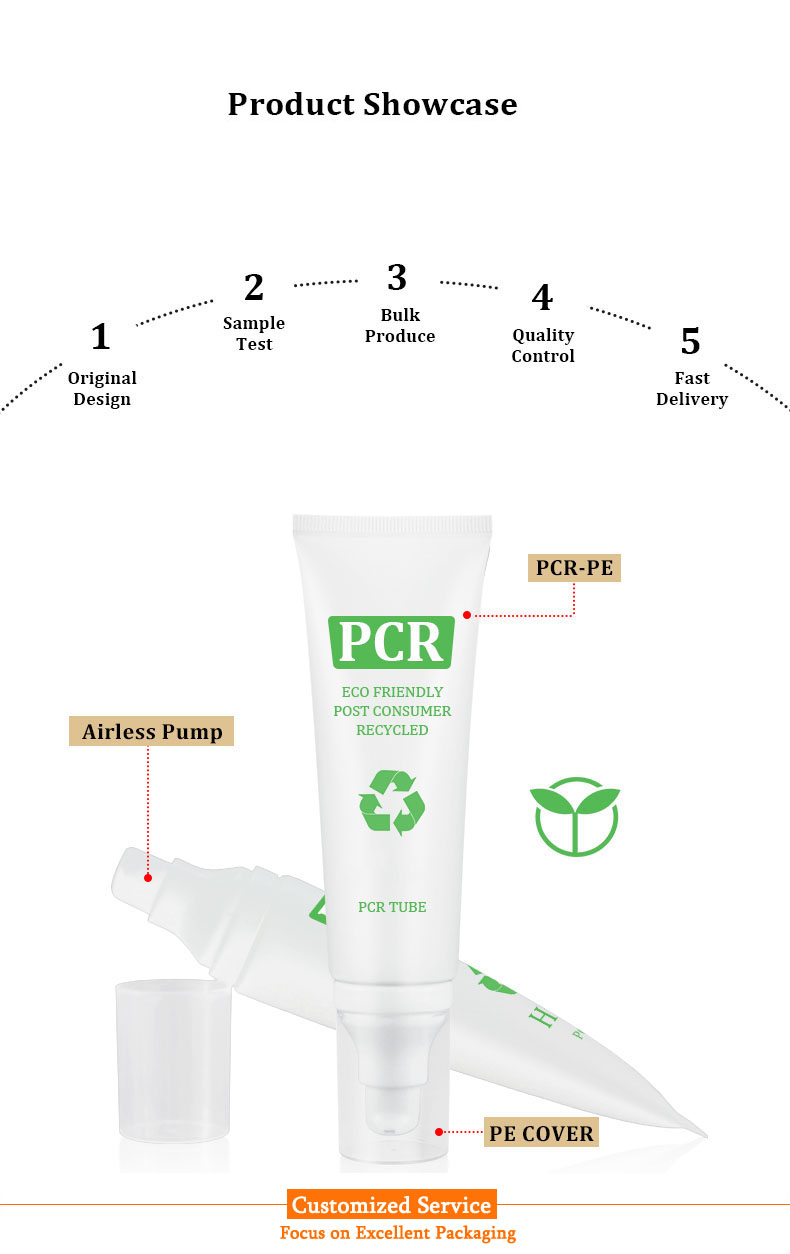 Product Showcase
1
Original
Design
2
Sample
Test
3
Bulk
Produce
4
Quality
Control
5
Fast
Delivery
PCR-PE
PCR
ECO FRIENDLY
POST CONSUMER
RECYCLED
Airless Pump
PCR TUBE
H
P
PE COVER
Customized Service
Focus on Excellent Packaging